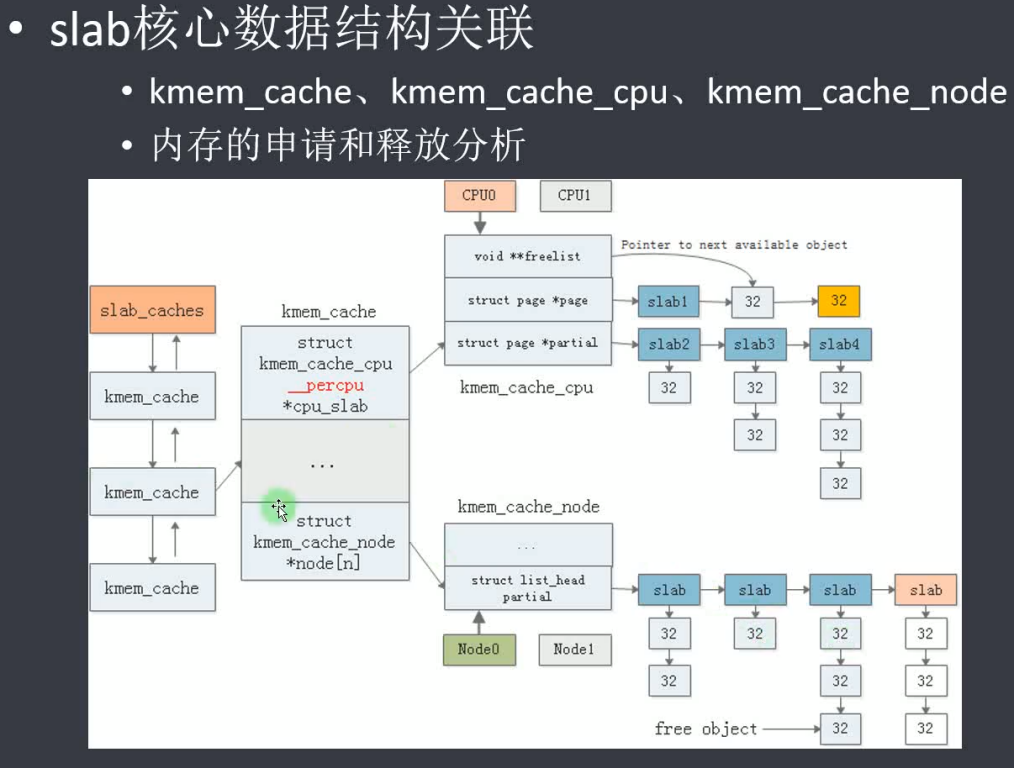 • slab核心数据结构关联
• kmem_cache、kmem_cache_cpu、kmem_cache_node
• 内存的申请和释放分析
CPU0
CPU1
void **freelist
Pointer to next available object
struct page *page
slab1
32
32
struct page *partial
slab2
slab3
slab4
32
32
32
32
32
32
kmem_cache_cpu
slab_caches
kmem_cache
kmem_cache
kmem_cache
kmem_cache
struct
kmem_cache_cpu
__percpu
*cpu_slab
...
struct
kmem_cache_node
*node[n]
kmem_cache_node
...
struct list_head
partial
slab
slab
slab
slab
Node0
Node1
32
32
32
32
32
32
32
free object
32
32